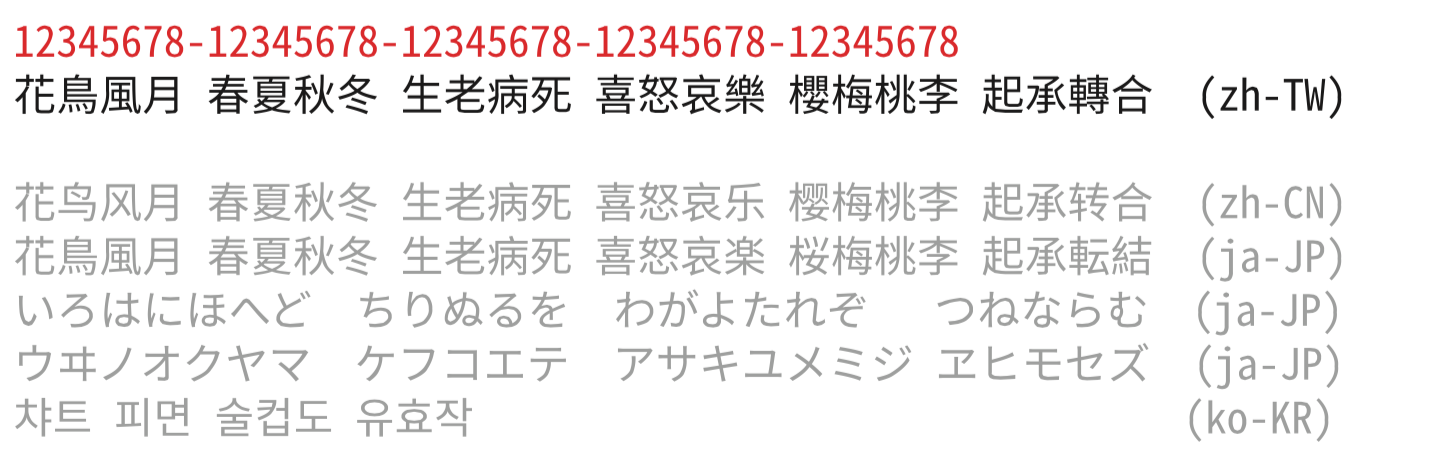 12345678-12345678-12345678-12345678-12345678
花鳥風月 春夏秋冬 生老病死 喜怒哀樂 櫻梅桃李 起承轉合 (zh-TW)
花鸟风月 春夏秋冬 生老病死 喜怒哀乐 樱梅桃李 起承转合 (zh-CN)
花鳥風月 春夏秋冬 生老病死 喜怒哀楽 桜梅桃李 起承転結 (ja-JP)
いろはにほへど ちりぬるを わがよたれぞ つねならむ (ja-JP)
ウヰノオクヤマ ケフコエテ アサキユメミジ ヱヒモセズ (ja-JP)
챠트 피면 술컵도 유효작 (ko-KR)